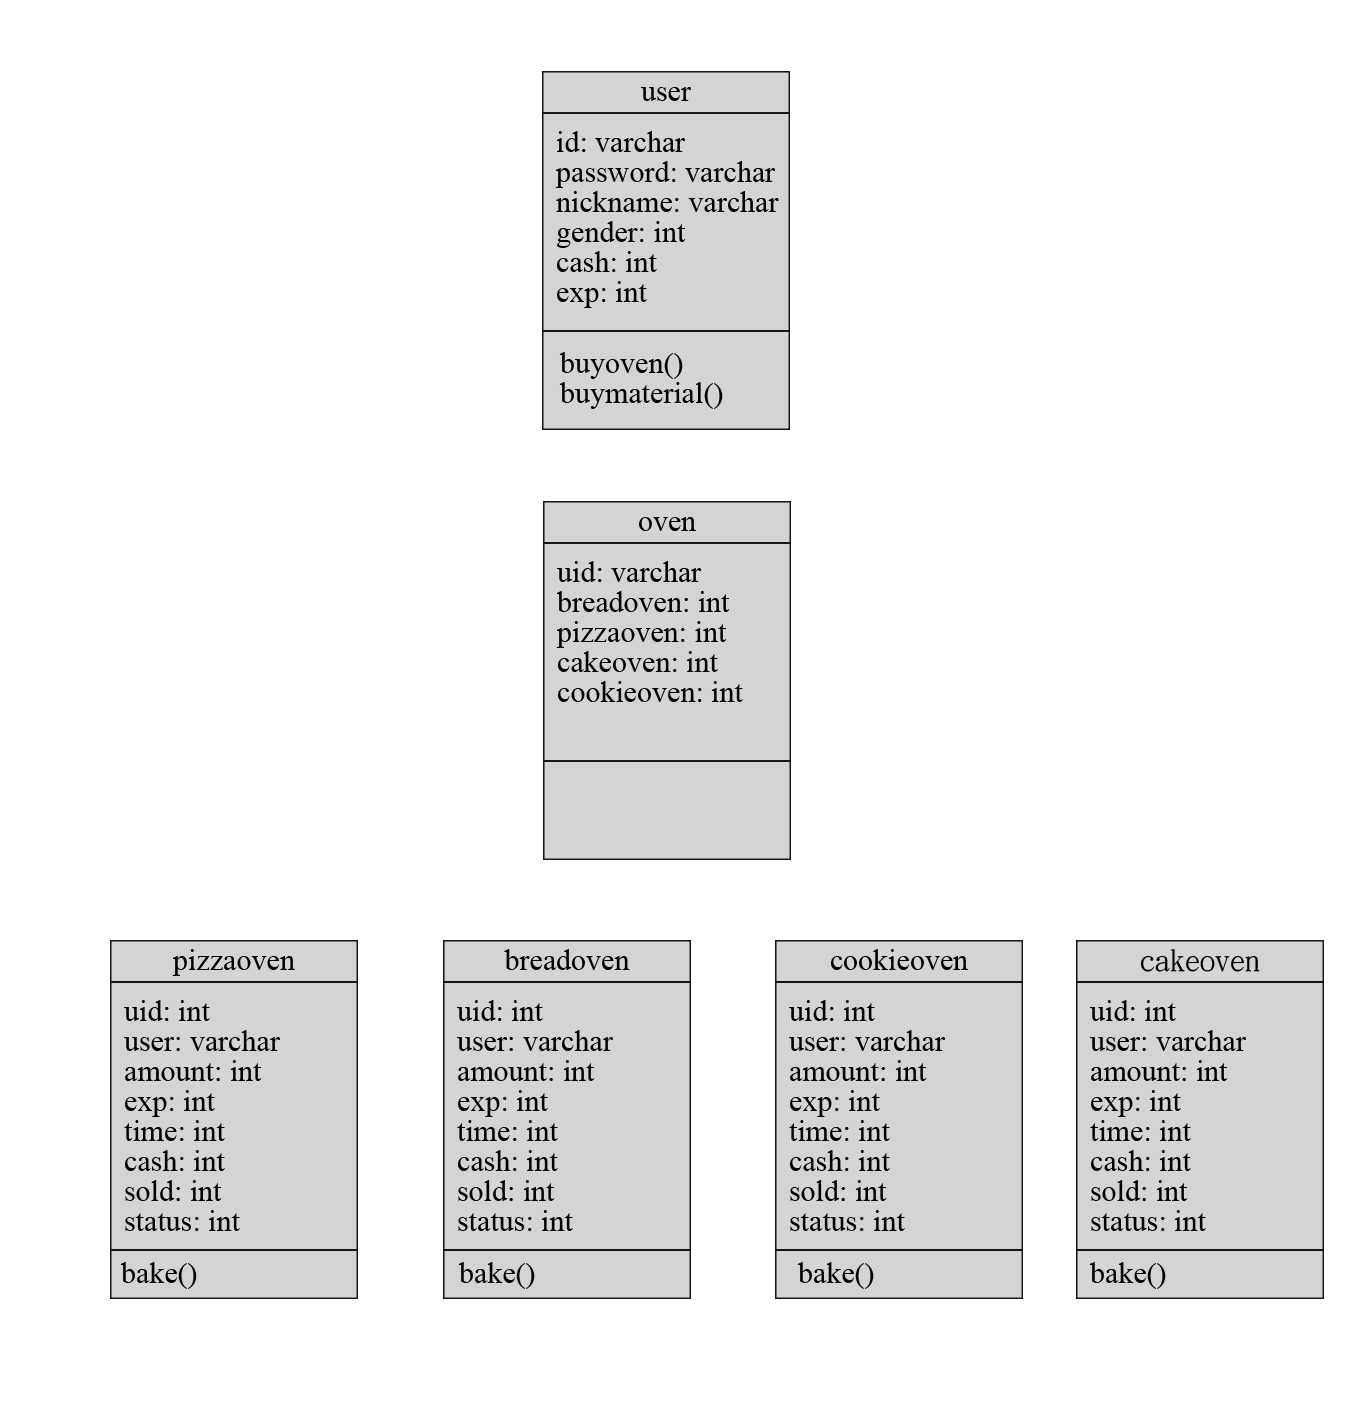 user
id: varchar
password: varchar
nickname: varchar
gender: int
cash: int
exp: int
buyoven()
buymaterial()
oven
uid: varchar
breadoven: int
pizzaoven: int
cakeoven: int
cookieoven: int
pizzaoven
uid: int
user: varchar
amount: int
exp: int
time: int
cash: int
sold: int
status: int
bake()
breadoven
uid: int
user: varchar
amount: int
exp: int
time: int
cash: int
sold: int
status: int
bake()
cookieoven
uid: int
user: varchar
amount: int
exp: int
time: int
cash: int
sold: int
status: int
bake()
cakeoven
uid: int
user: varchar
amount: int
exp: int
time: int
cash: int
sold: int
status: int
bake()